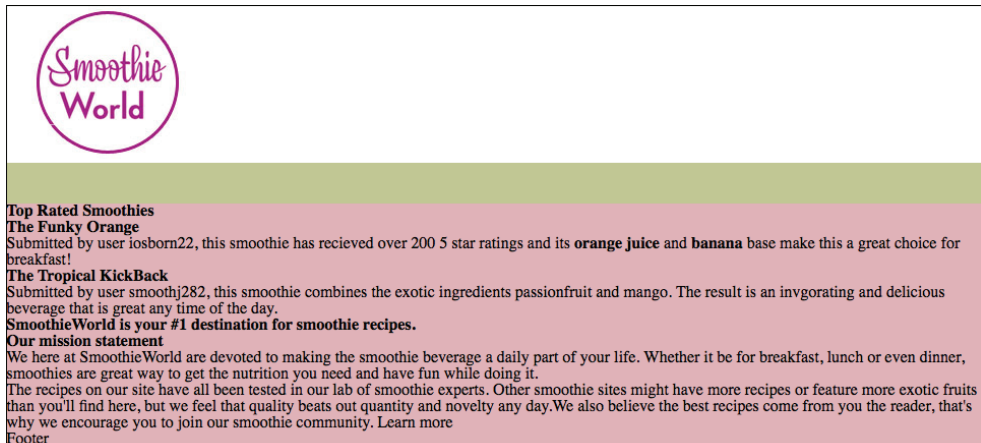 Smoothie
World
Top Rated Smoothies
The Funky Orange
Submitted by user iosborn22, this smoothie has recieved over 200 5 star ratings and its orange juice and banana base make this a great choice for
breakfast!
The Tropical KickBack
Submitted by user smoothj282, this smoothie combines the exotic ingredients passionfruit and mango. The result is an invgorating and delicious
beverage that is great any time of the day.
SmoothieWorld is your #1 destination for smoothie recipes.
Our mission statement
We here at SmoothieWorld are devoted to making the smoothie beverage a daily part of your life. Whether it be for breakfast, lunch or even dinner,
smoothies are great way to get the nutrition you need and have fun while doing it.
The recipes on our site have all been tested in our lab of smoothie experts. Other smoothie sites might have more recipes or feature more exotic fruits
than you'll find here, but we feel that quality beats out quantity and novelty any day.We also believe the best recipes come from you the reader, that's
why we encourage you to join our smoothie community. Learn more
Footer